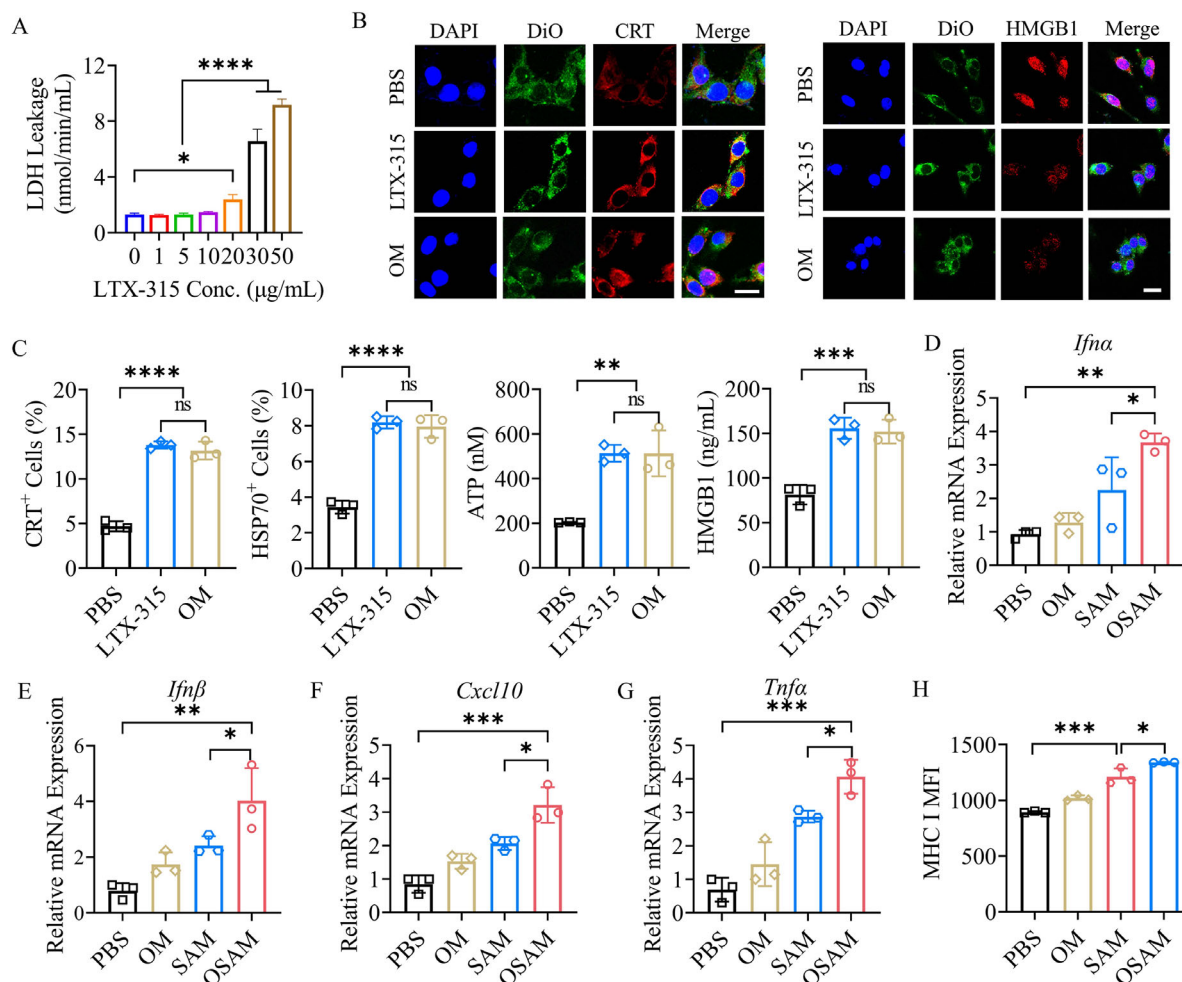 A
LDH Leakage
(nmol/min/mL)
12
9
6
3
0
*
****
0 1 5 10 20 30 50
LTX-315 Conc. (μg/mL)
B
DAPI DiO CRT Merge
PBS
LTX-315
OM
DAPI DiO HMGB1 Merge
PBS
LTX-315
OM
C
CRT+ Cells (%)
20
15
10
5
0
****
ns
PBS
LTX-315
OM
HSP70+ Cells (%)
10
8
6
4
2
0
****
ns
PBS
LTX-315
OM
ATP (nM)
800
600
400
200
0
**
ns
PBS
LTX-315
OM
HMGB1 (ng/mL)
200
150
100
50
0
***
ns
PBS
LTX-315
OM
D
Ifnα
Relative mRNA Expression
5
4
3
2
1
0
**
*
PBS
OM
SAM
OSAM
E
Ifnβ
Relative mRNA Expression
6
4
2
0
**
*
PBS
OM
SAM
OSAM
F
Cxcl10
Relative mRNA Expression
5
4
3
2
1
0
***
*
PBS
OM
SAM
OSAM
G
Tnfα
Relative mRNA Expression
5
4
3
2
1
0
***
*
PBS
OM
SAM
OSAM
H
MHC I MFI
1500
1000
500
0
***
*
PBS
OM
SAM
OSAM